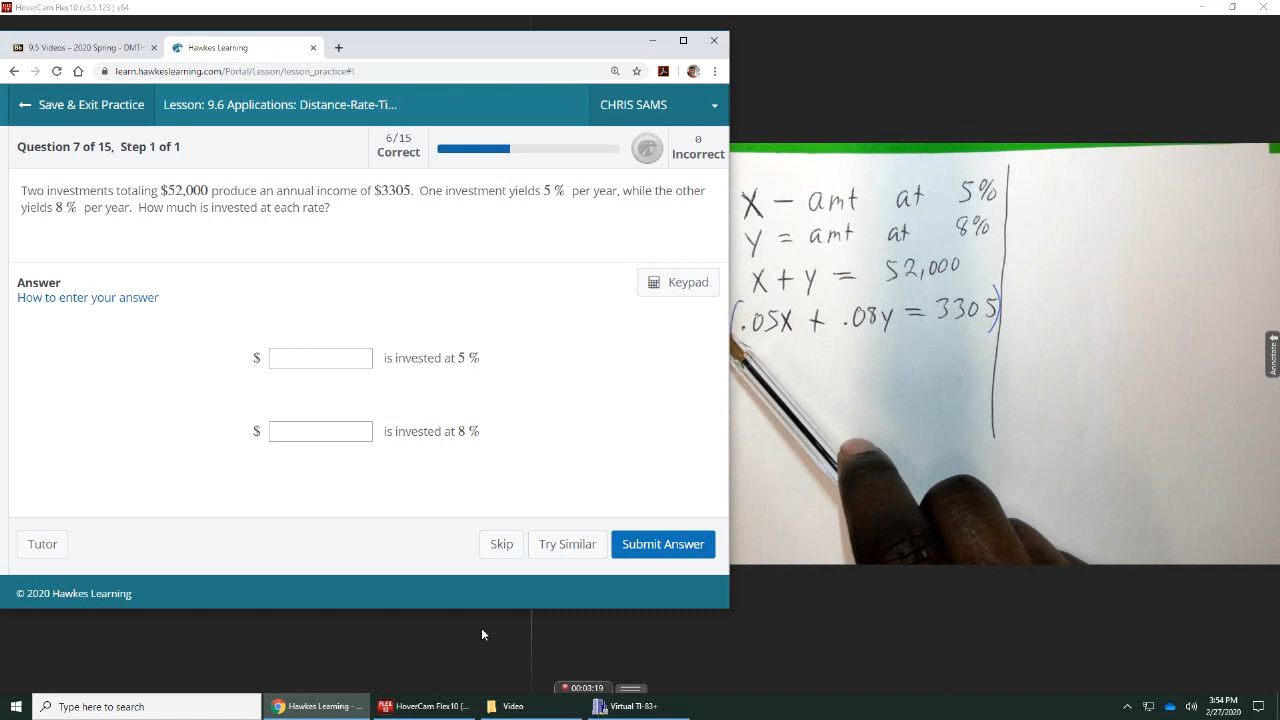 HoverCam Flex10 (v3.5.123 ) x64
9.5 Videos – 2020 Spring - DMTH
Hawkes Learning
learn.hawkeslearning.com/Portal/Lesson/lesson_practice#!
Save & Exit Practice
Lesson: 9.6 Applications: Distance-Rate-Ti...
CHRIS SAMS
Question 7 of 15, Step 1 of 1
6/15
Correct
0
Incorrect
Two investments totaling $52,000 produce an annual income of $3305. One investment yields 5 % per year, while the other
yields 8 % per year. How much is invested at each rate?
Answer
Keypad
How to enter your answer
$ is invested at 5 %
$ is invested at 8 %
Tutor
Skip
Try Similar
Submit Answer
© 2020 Hawkes Learning
X – amt at 5%
y = amt at 8%
X + y = 52,000
(.05X + .08y = 3305)
Annotate
00:03:19
Type here to search
Hawkes Learning - ...
HoverCam Flex10 (...
Video
Virtual TI-83+
3:54 PM
2/27/2020